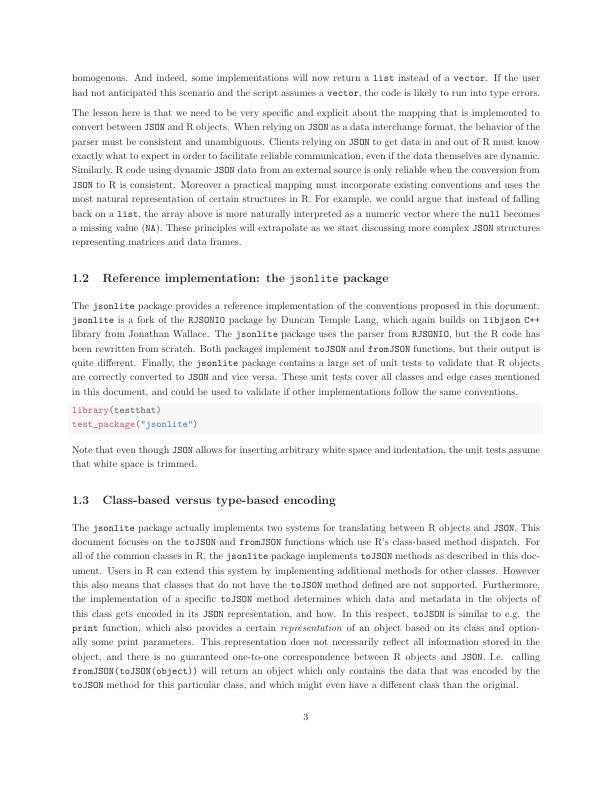 homogenous. And indeed, some implementations will now return a list instead of a vector. If the user
had not anticipated this scenario and the script assumes a vector, the code is likely to run into type errors.
The lesson here is that we need to be very specific and explicit about the mapping that is implemented to
convert between JSON and R objects. When relying on JSON as a data interchange format, the behavior of the
parser must be consistent and unambiguous. Clients relying on JSON to get data in and out of R must know
exactly what to expect in order to facilitate reliable communication, even if the data themselves are dynamic.
Similarly, R code using dynamic JSON data from an external source is only reliable when the conversion from
JSON to R is consistent. Moreover a practical mapping must incorporate existing conventions and uses the
most natural representation of certain structures in R. For example, we could argue that instead of falling
back on a list, the array above is more naturally interpreted as a numeric vector where the null becomes
a missing value (NA). These principles will extrapolate as we start discussing more complex JSON structures
representing matrices and data frames.
1.2 Reference implementation: the jsonlite package
The jsonlite package provides a reference implementation of the conventions proposed in this document.
jsonlite is a fork of the RJSONIO package by Duncan Temple Lang, which again builds on libjson C++
library from Jonathan Wallace. The jsonlite package uses the parser from RJSONIO, but the R code has
been rewritten from scratch. Both packages implement toJSON and fromJSON functions, but their output is
quite different. Finally, the jsonlite package contains a large set of unit tests to validate that R objects
are correctly converted to JSON and vice versa. These unit tests cover all classes and edge cases mentioned
in this document, and could be used to validate if other implementations follow the same conventions.
library(testthat)
test_package("jsonlite")
Note that even though JSON allows for inserting arbitrary white space and indentation, the unit tests assume
that white space is trimmed.
1.3 Class-based versus type-based encoding
The jsonlite package actually implements two systems for translating between R objects and JSON. This
document focuses on the toJSON and fromJSON functions which use R's class-based method dispatch. For
all of the common classes in R, the jsonlite package implements toJSON methods as described in this doc-
ument. Users in R can extend this system by implementing additional methods for other classes. However
this also means that classes that do not have the toJSON method defined are not supported. Furthermore,
the implementation of a specific toJSON method determines which data and metadata in the objects of
this class gets encoded in its JSON representation, and how. In this respect, toJSON is similar to e.g. the
print function, which also provides a certain representation of an object based on its class and option-
ally some print parameters. This representation does not necessarily reflect all information stored in the
object, and there is no guaranteed one-to-one correspondence between R objects and JSON. I.e. calling
fromJSON(toJSON(object)) will return an object which only contains the data that was encoded by the
toJSON method for this particular class, and which might even have a different class than the original.
3